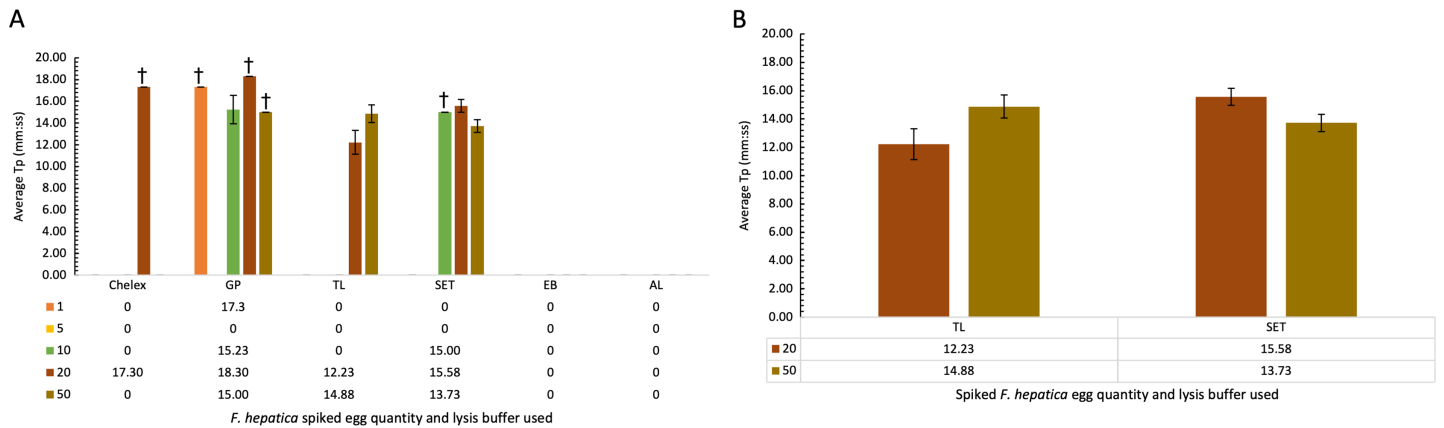 A
20.00
18.00
16.00
14.00
12.00
10.00
8.00
6.00
4.00
2.00
0.00
Average Tp (mm:ss)
† † † † †
Chelex GP TL SET EB AL
1 0 17.3 0 0 0 0
5 0 0 0 0 0 0
10 0 15.23 0 15.00 0 0
20 17.30 18.30 12.23 15.58 0 0
50 0 15.00 14.88 13.73 0 0
F. hepatica spiked egg quantity and lysis buffer used
B
20.00
18.00
16.00
14.00
12.00
10.00
8.00
6.00
4.00
2.00
0.00
Average Tp (mm:ss)
TL SET
20 12.23 15.58
50 14.88 13.73
Spiked F. hepatica egg quantity and lysis buffer used